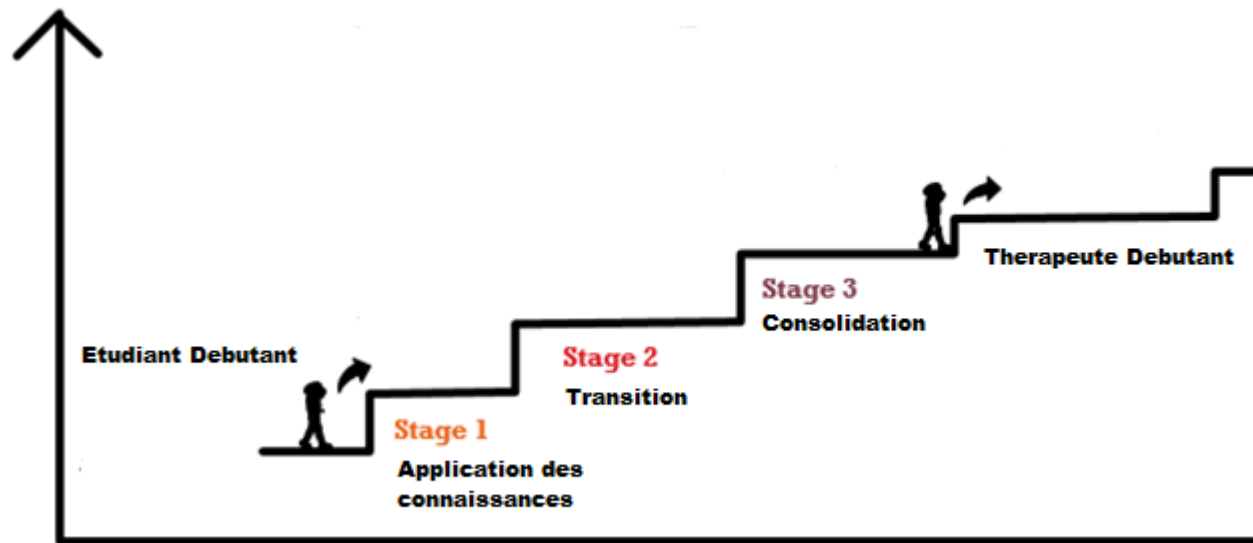 Etudiant Debutant
Stage 1
Application des
connaissances
Stage 2
Transition
Stage 3
Consolidation
Therapeute Debutant